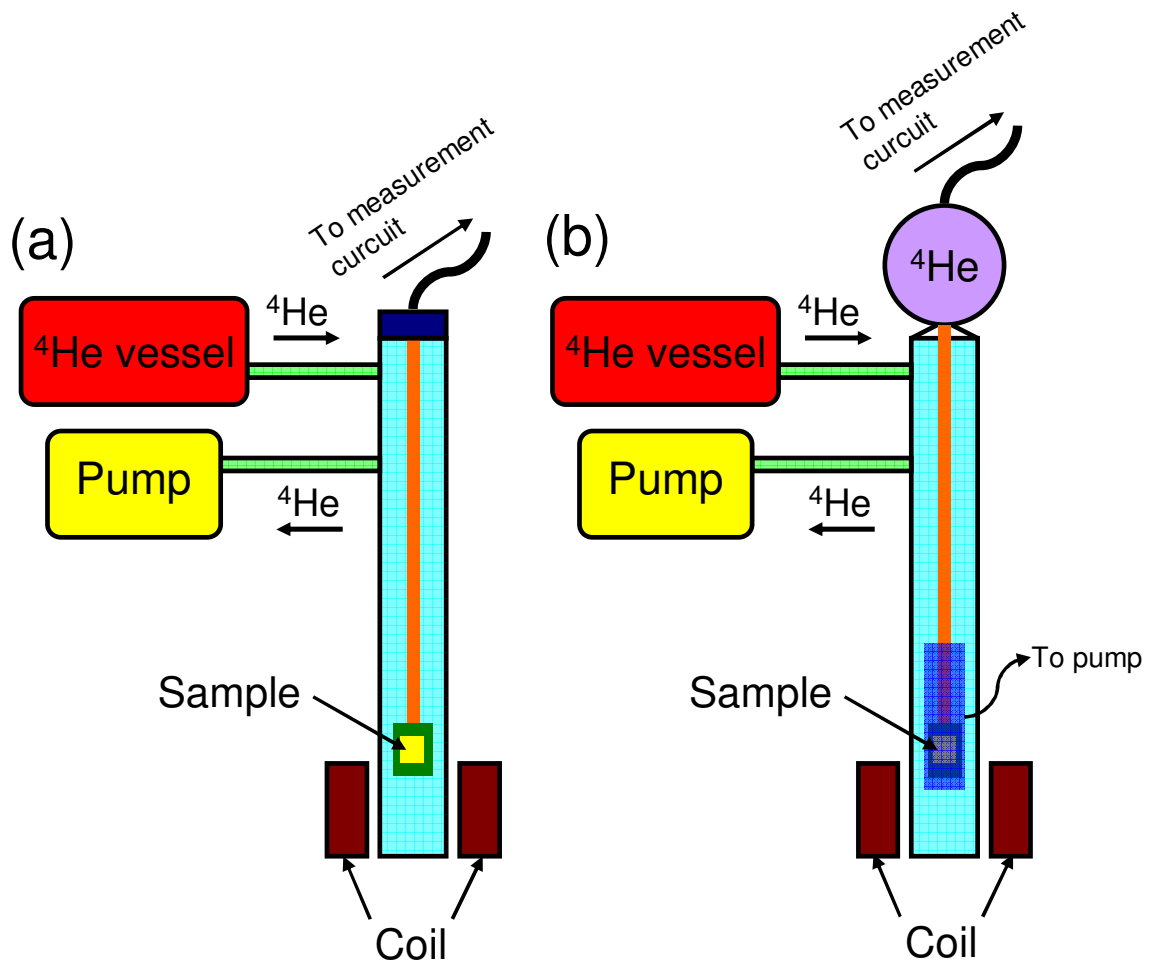 (a)
To measurement
curcuit
⁴He
⁴He vessel
Pump
⁴He
Sample
Coil
(b)
To measurement
curcuit
⁴He
⁴He
⁴He vessel
Pump
⁴He
To pump
Sample
Coil